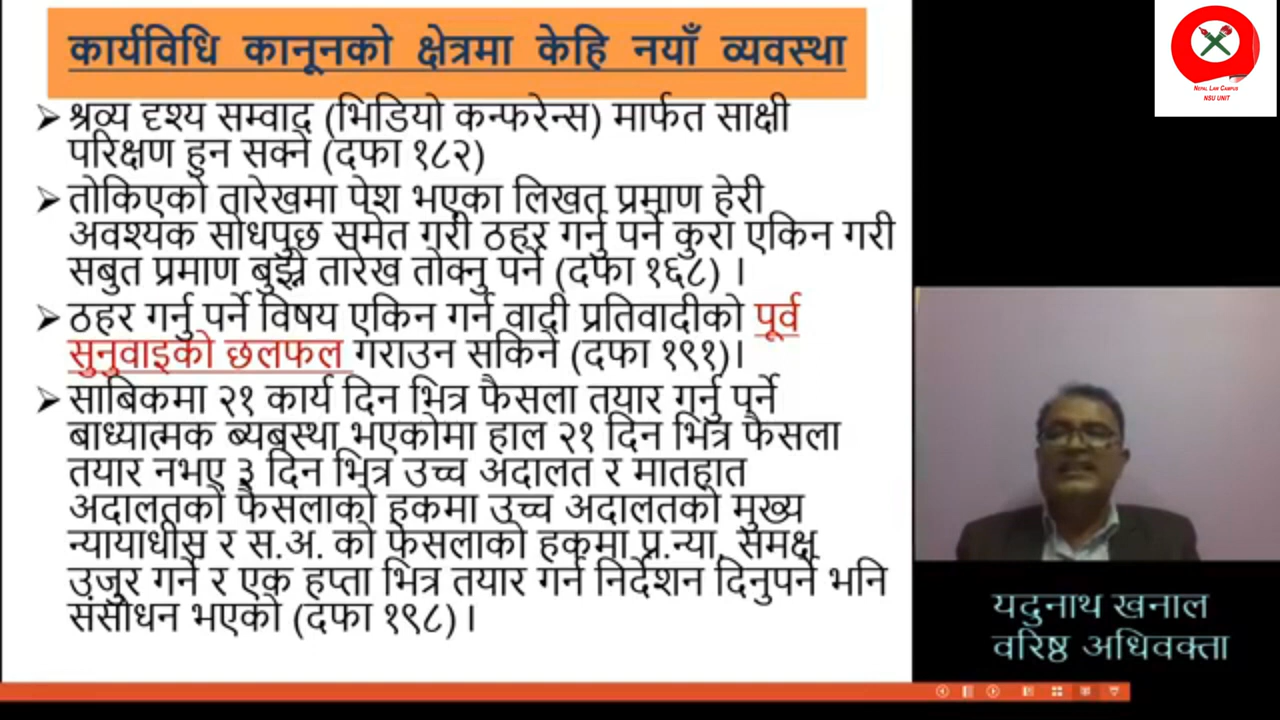 कार्यविधि कानूनको क्षेत्रमा केहि नयाँ व्यवस्था
श्रव्य दृश्य सम्वाद (भिडियो कन्फरेन्स) मार्फत साक्षी
परिक्षण हुन सक्ने (दफा १८२)
तोकिएको तारेखमा पेश भएका लिखत प्रमाण हेरी
अवश्यक सोधपुछ समेत गरी ठहर गर्नु पर्ने कुरा एकिन गरी
सबुत प्रमाण बुझ्ने तारेख तोक्नु पर्ने (दफा १६८) ।
ठहर गर्नु पर्ने विषय एकिन गर्न वादी प्रतिवादीको पूर्व
सुनुवाइको छलफल गराउन सकिने (दफा १९१)।
साबिकमा २१ कार्य दिन भित्र फैसला तयार गर्नु पर्ने
बाध्यात्मक ब्यबस्था भएकोमा हाल २१ दिन भित्र फैसला
तयार नभए ३ दिन भित्र उच्च अदालत र मातहात
अदालतको फैसलाको हकमा उच्च अदालतको मुख्य
न्यायाधीस र स.अ. को फैसलाको हकमा प्र.न्या. समक्ष
उजुर गर्ने र एक हप्ता भित्र तयार गर्न निर्देशन दिनुपर्ने भनि
संसोधन भएको (दफा १९८)।
NEPAL LAW CAMPUS
NSU UNIT
यदुनाथ खनाल
वरिष्ठ अधिवक्ता